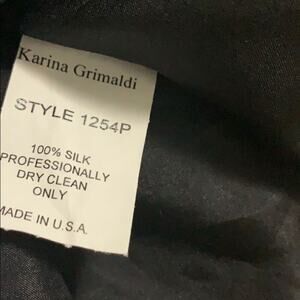 Karina Grimaldi
STYLE 1254P
100% SILK
PROFESSIONALLY
DRY CLEAN
ONLY
MADE IN U.S.A.